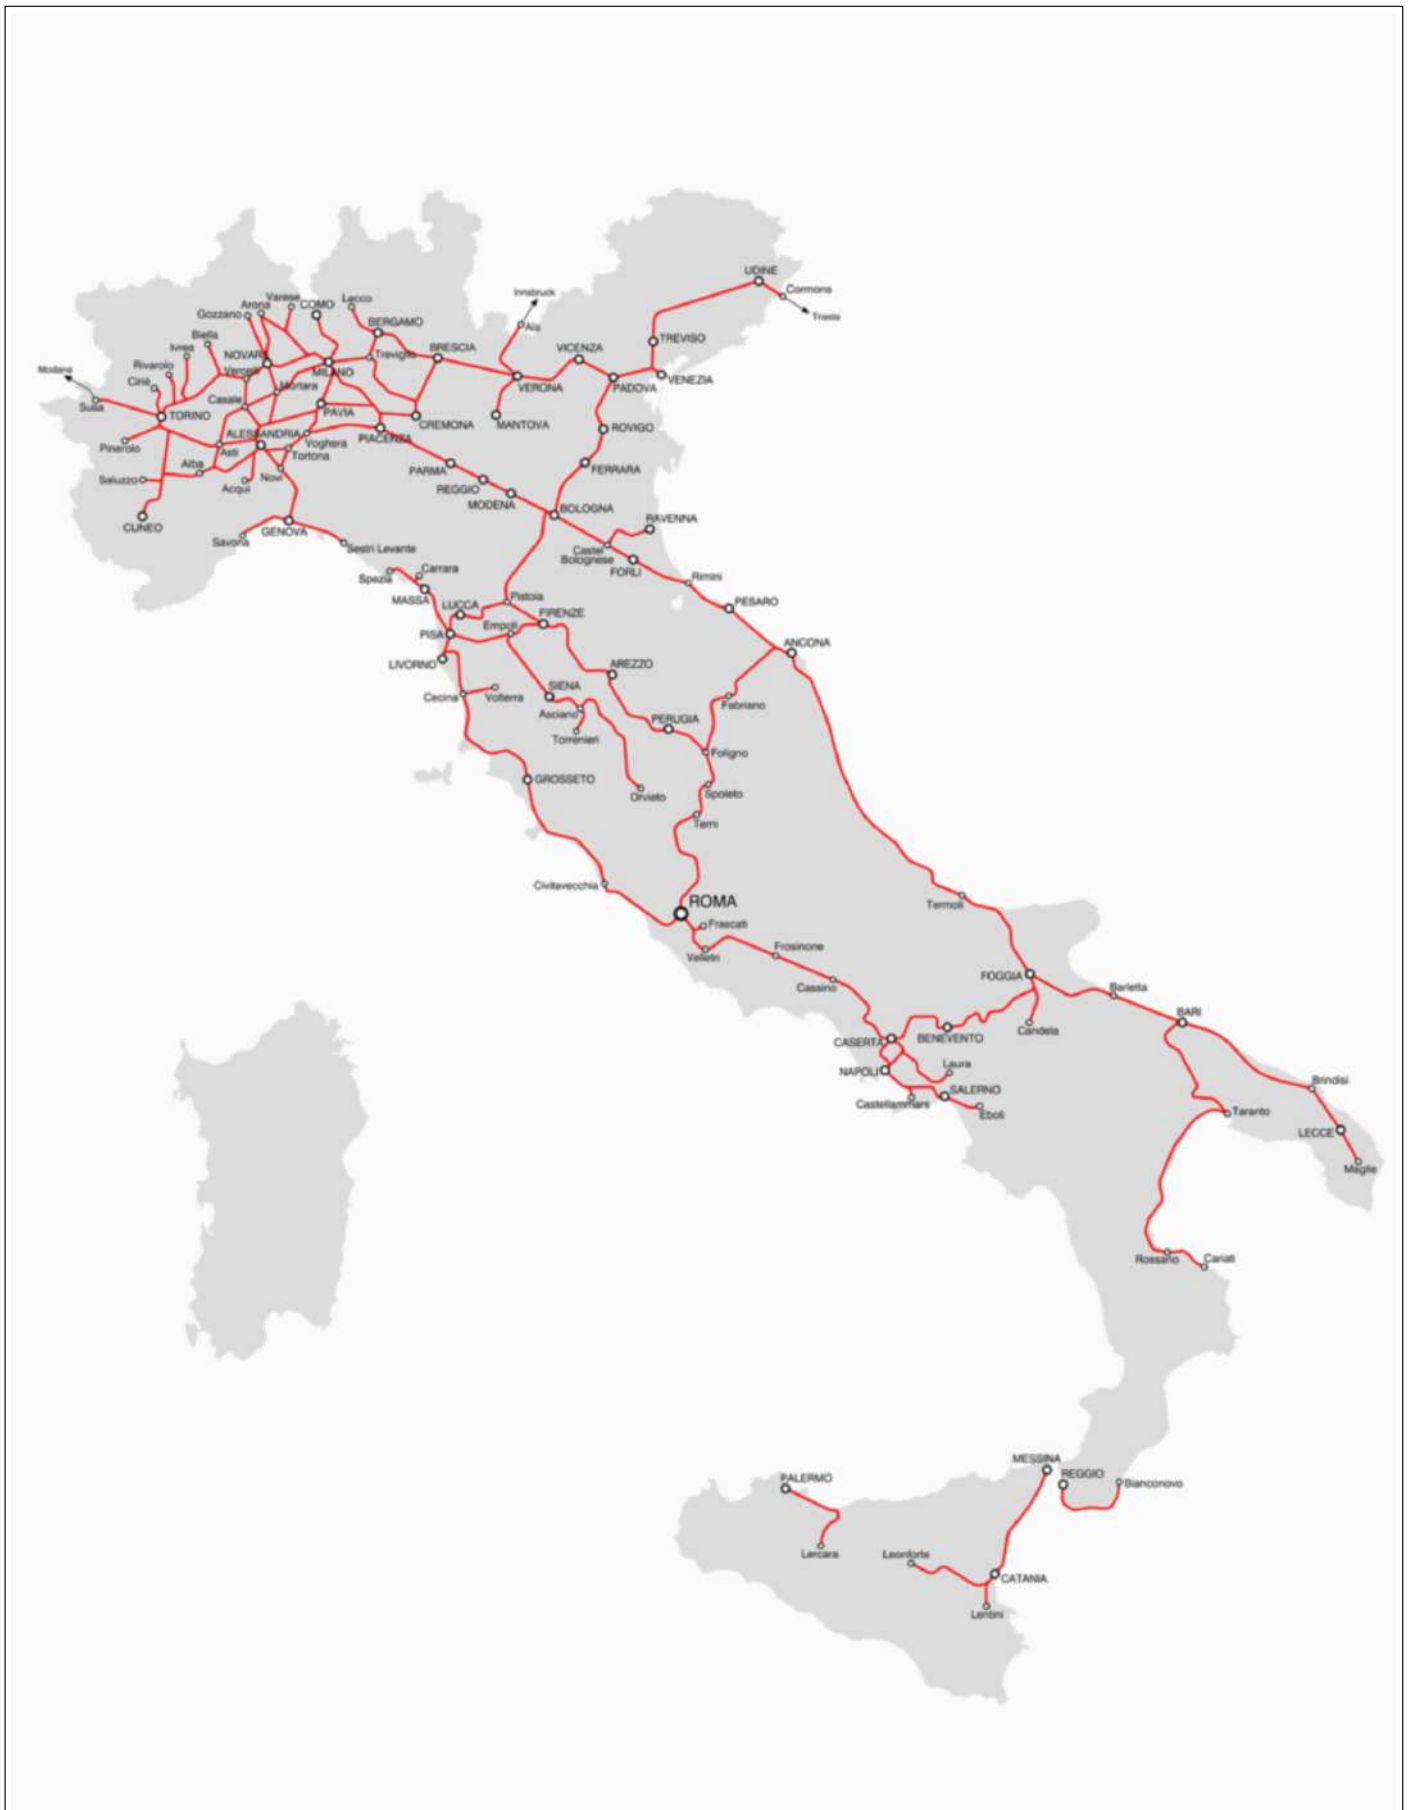 UDINE
Cormons
Innsbruck
Trieste
Varese
Lecco
Arona
COMO
Gozzano
BERGAMO
Ala
Biella
TREVISO
Ivrea
NOVARA
Treviglio
BRESCIA
VICENZA
Rivarolo
Vercelli
MILANO
Modane
Ciriè
Mortara
VERONA
PADOVA
VENEZIA
Susa
Casale
TORINO
PAVIA
CREMONA
MANTOVA
ROVIGO
Pinerolo
ALESSANDRIA
Voghera
PIACENZA
Asti
Tortona
Alba
PARMA
FERRARA
Saluzzo
Acqui
Novi
REGGIO
MODENA
BOLOGNA
CUNEO
GENOVA
RAVENNA
Savona
Sestri Levante
Castel
Bolognese
FORLI
Spezia
Carrara
Rimini
MASSA
LUCCA
Pistoia
PESARO
PISA
Empoli
FIRENZE
ANCONA
LIVORNO
AREZZO
Cecina
Volterra
SIENA
Fabriano
Asciano
PERUGIA
Torrenieri
Foligno
GROSSETO
Orvieto
Spoleto
Terni
Civitavecchia
ROMA
Frascati
Termoli
Velletri
Frosinone
Cassino
FOGGIA
Barletta
BARI
CASERTA
BENEVENTO
Candela
NAPOLI
Laura
Castellammare
SALERNO
Eboli
Brindisi
Taranto
LECCE
Maglie
Rossano
Cariati
MESSINA
PALERMO
REGGIO
Bianconovo
Lercara
Leonforte
CATANIA
Lentini